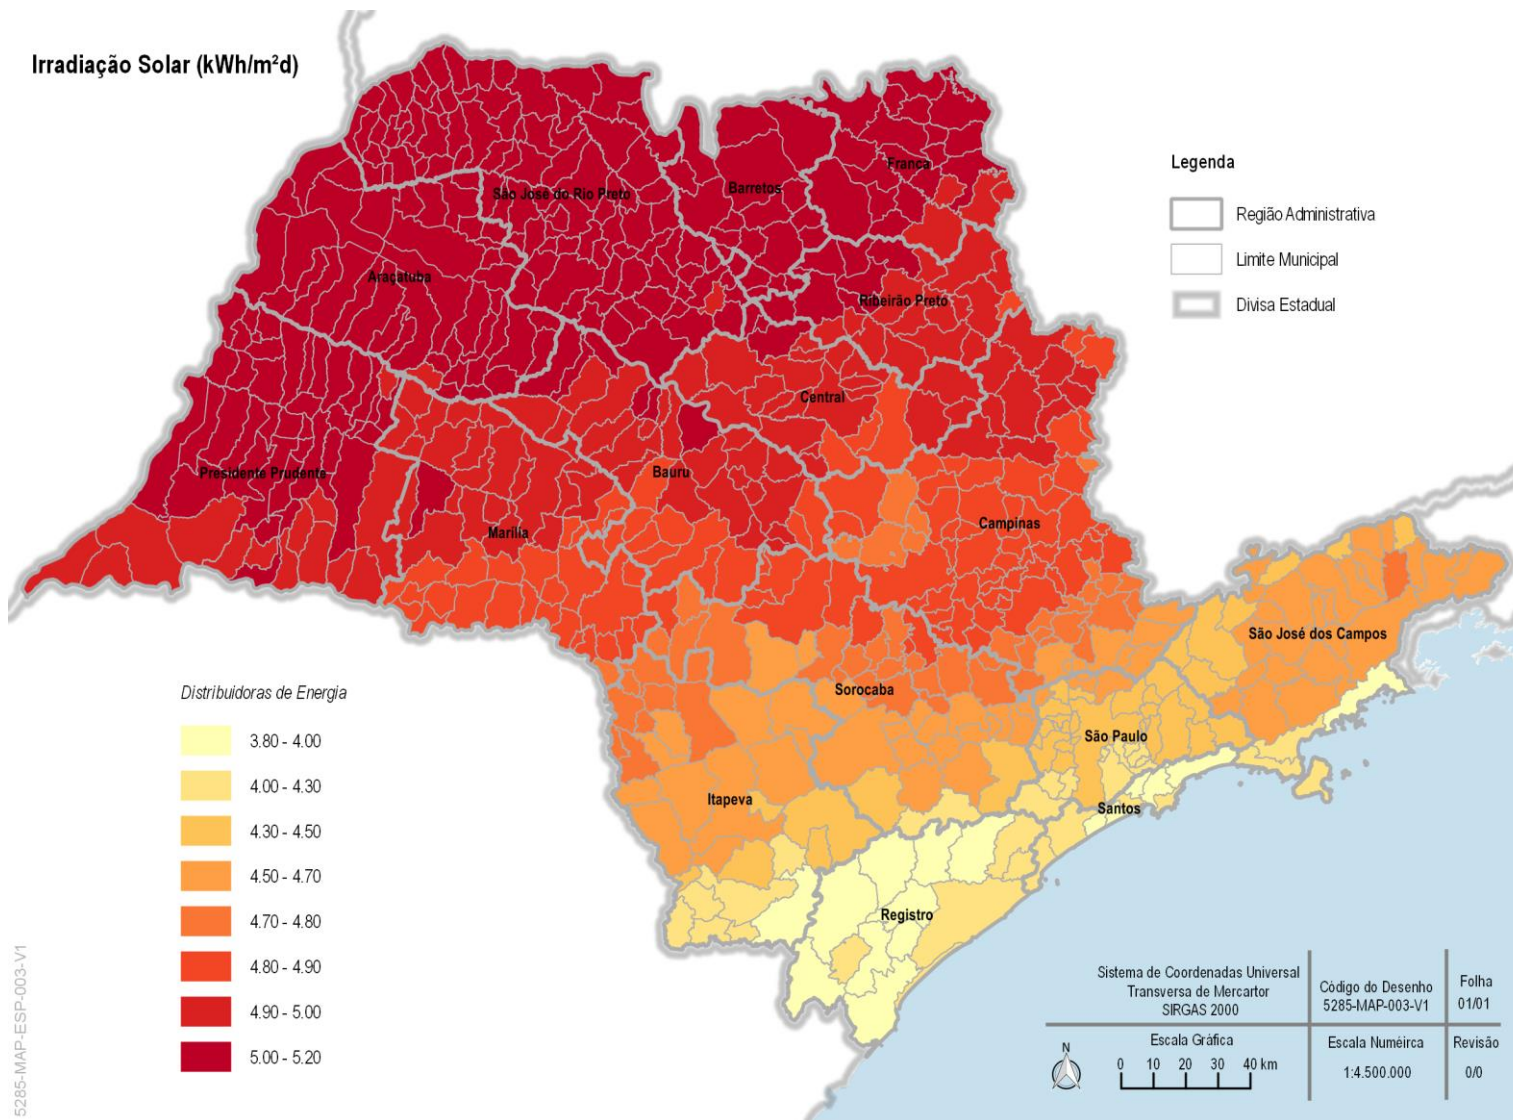 Irradiação Solar (kWh/m²d)
Legenda
Região Administrativa
Limite Municipal
Divisa Estadual
Franca
Barretos
São José do Rio Preto
Araçatuba
Ribeirão Preto
Central
Presidente Prudente
Bauru
Marília
Campinas
São José dos Campos
Sorocaba
São Paulo
Itapeva
Santos
Registro
Distribuidoras de Energia
3.80 - 4.00
4.00 - 4.30
4.30 - 4.50
4.50 - 4.70
4.70 - 4.80
4.80 - 4.90
4.90 - 5.00
5.00 - 5.20
5285-MAP-ESP-003-V1
Sistema de Coordenadas Universal
Transversa de Mercartor
SIRGAS 2000
Código do Desenho
5285-MAP-003-V1
Folha
01/01
Escala Gráfica
N
0 10 20 30 40 km
Escala Numéirca
1:4.500.000
Revisão
0/0